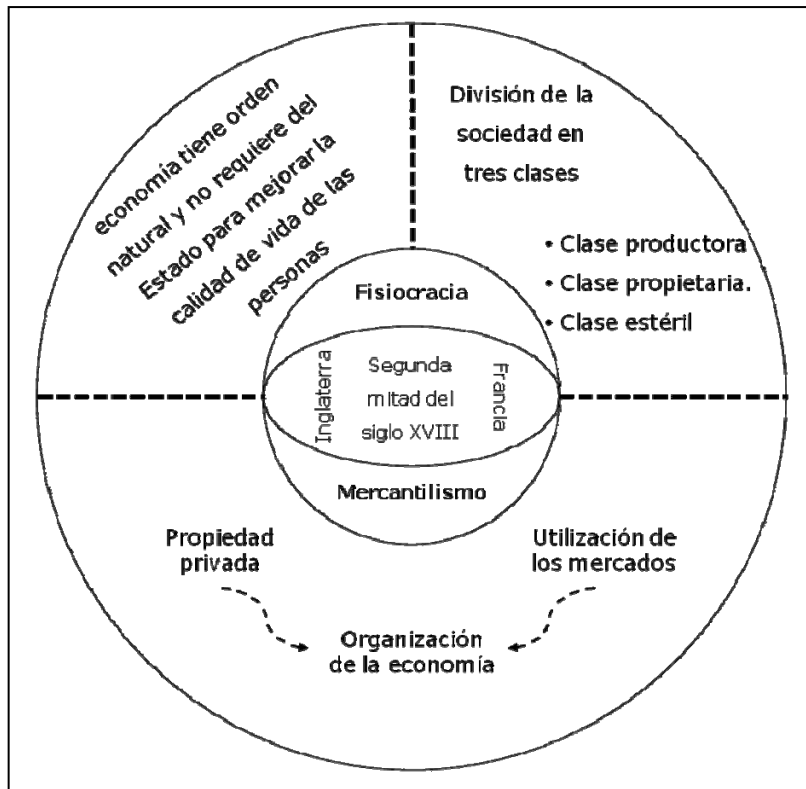 economía tiene orden
natural y no requiere del
Estado para mejorar la
calidad de vida de las
personas
División de la
sociedad en
tres clases
• Clase productora
• Clase propietaria.
• Clase estéril
Fisiocracia
Inglaterra
Segunda
mitad del
siglo XVIII
Francia
Mercantilismo
Propiedad
privada
Utilización de
los mercados
Organización
de la economía